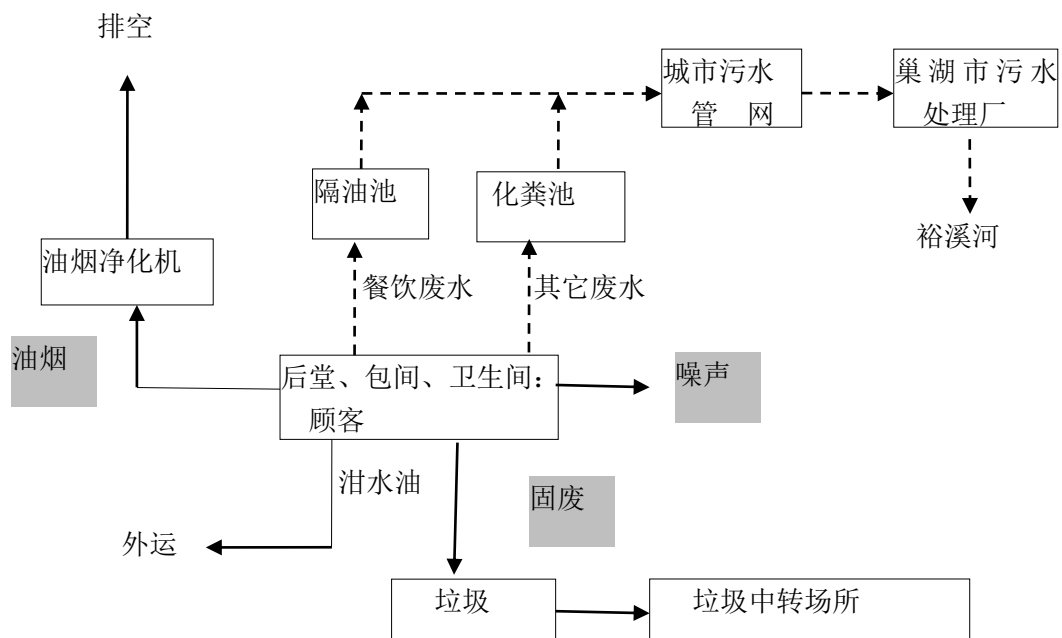 排空
城市污水
管 网
巢湖市污水
处理厂
隔油池
化粪池
裕溪河
油烟净化机
餐饮废水
其它废水
油烟
后堂、包间、卫生间：
顾客
噪声
泔水油
固废
外运
垃圾
垃圾中转场所